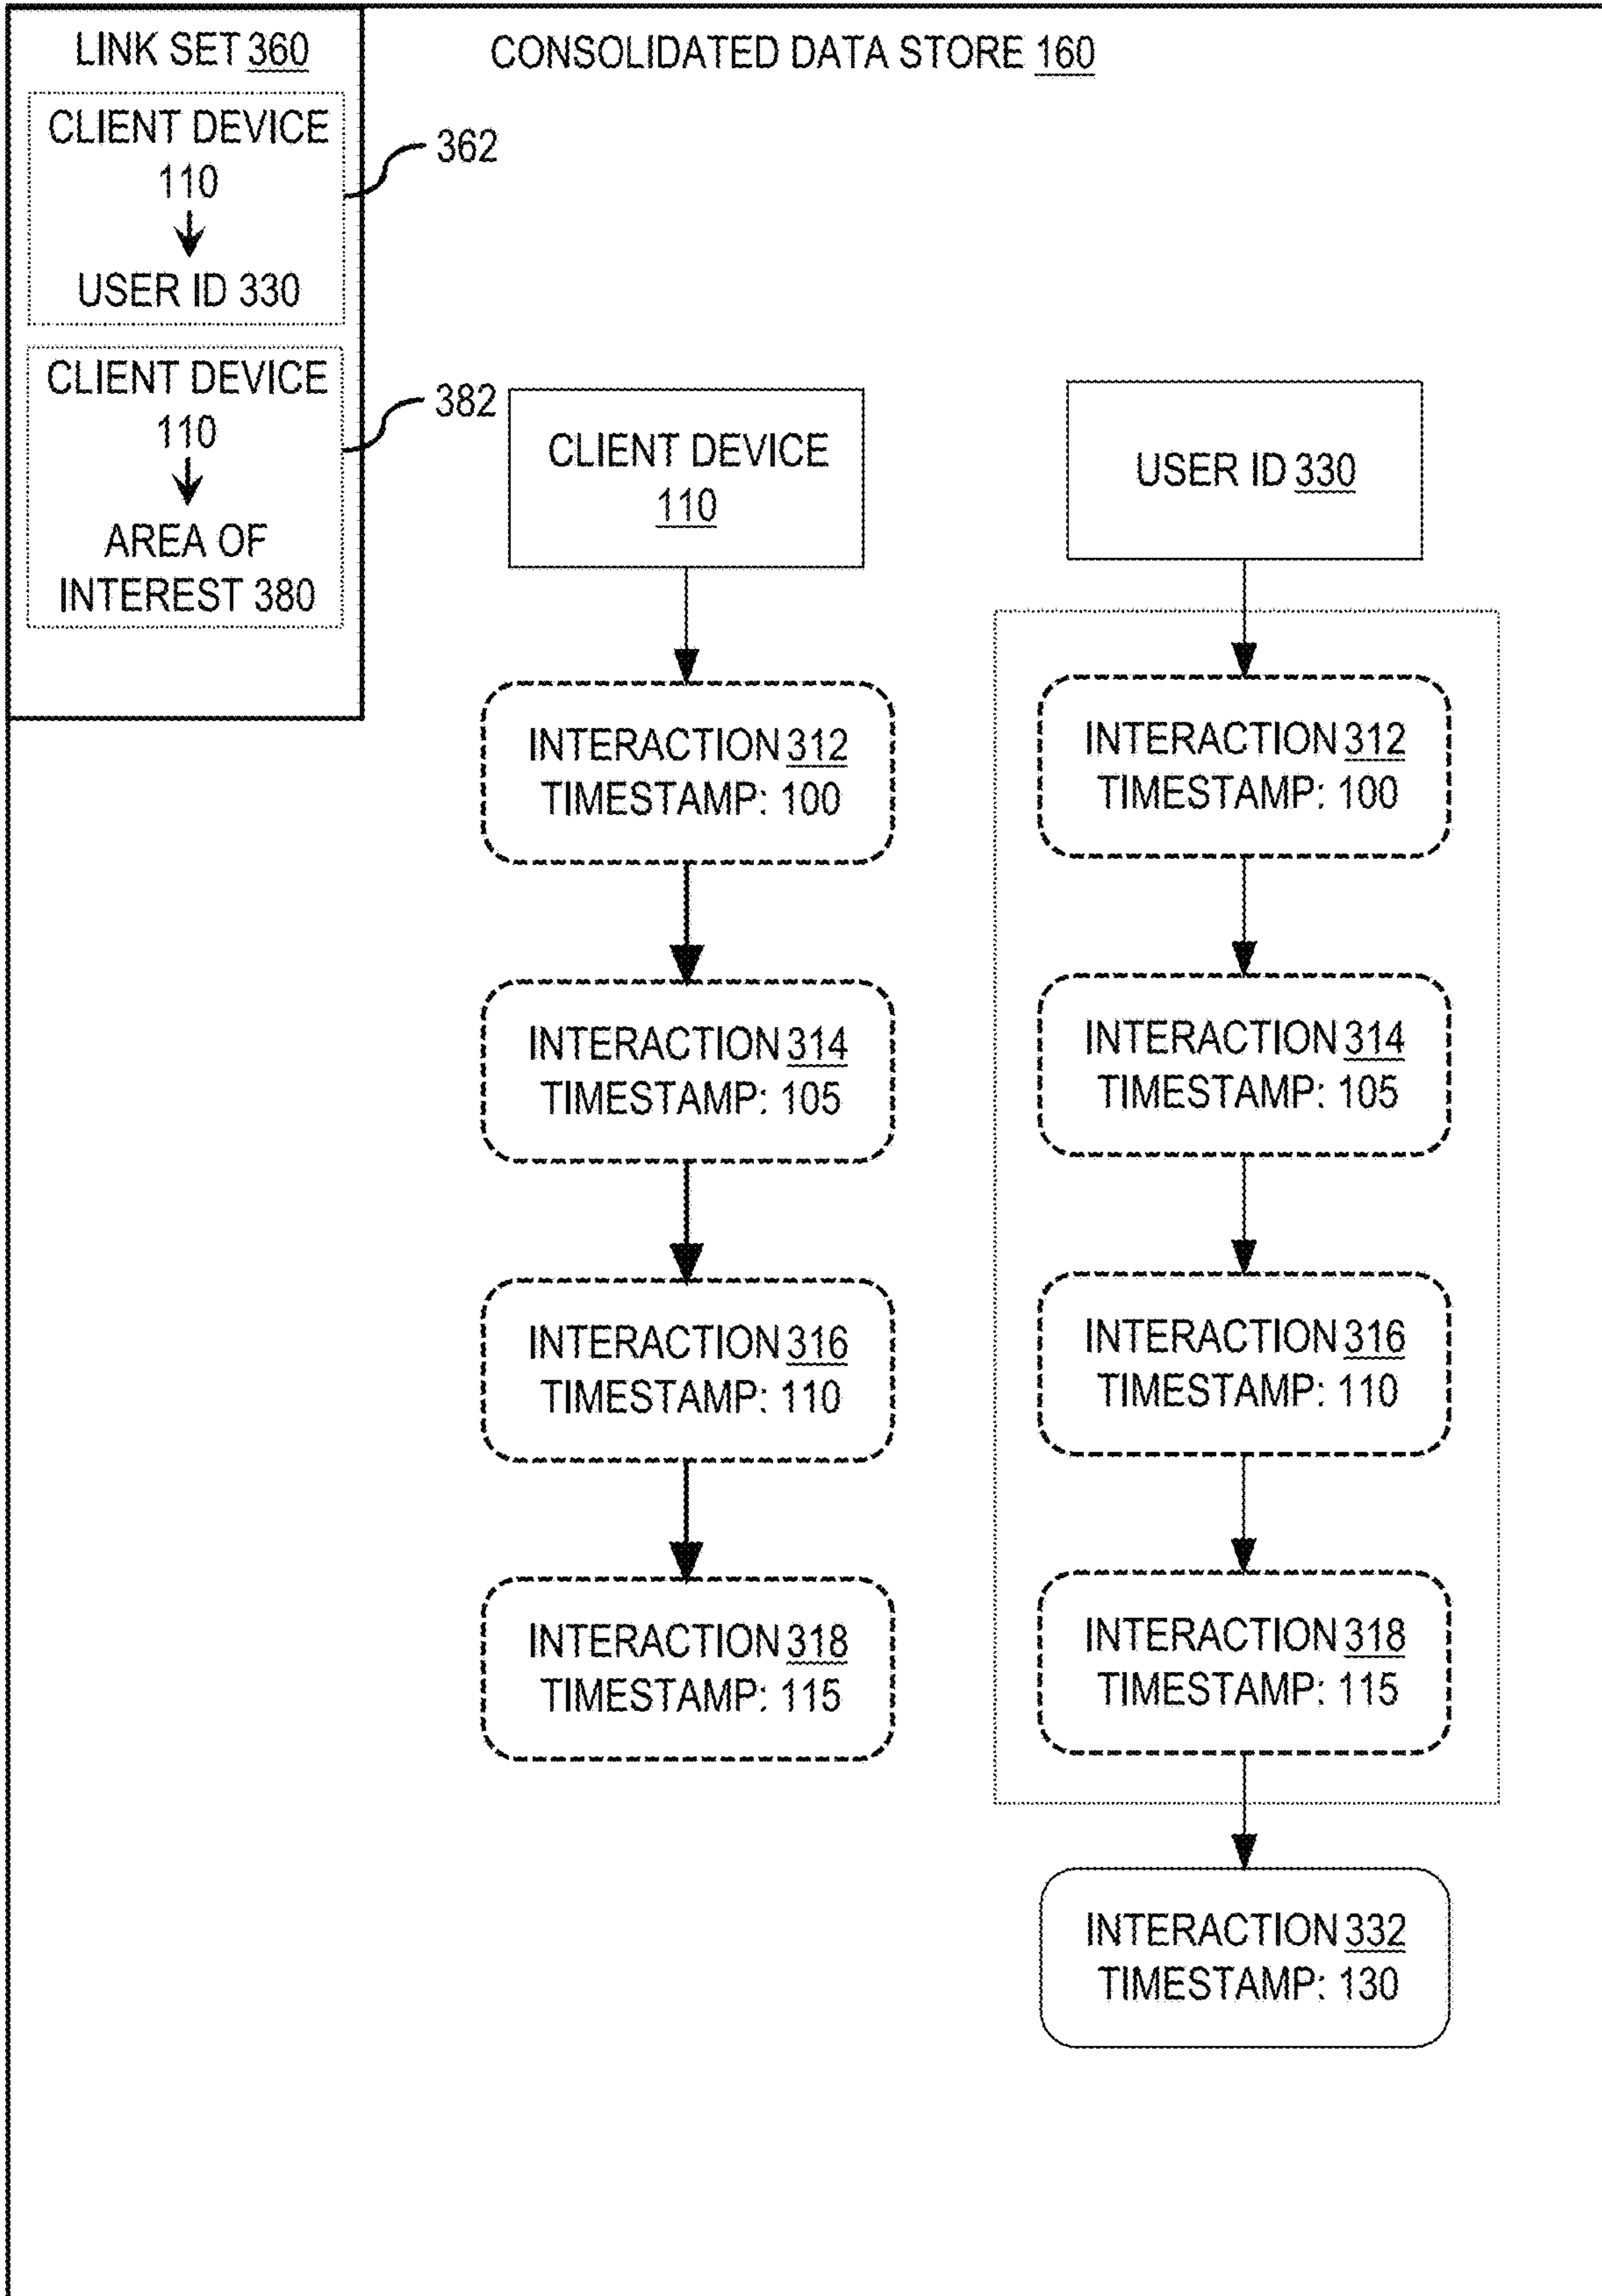 LINK SET 360
CLIENT DEVICE
110
USER ID 330
362
CLIENT DEVICE
110
AREA OF
INTEREST 380
382
CONSOLIDATED DATA STORE 160
CLIENT DEVICE
110
INTERACTION 312
TIMESTAMP: 100
INTERACTION 314
TIMESTAMP: 105
INTERACTION 316
TIMESTAMP: 110
INTERACTION 318
TIMESTAMP: 115
USER ID 330
INTERACTION 312
TIMESTAMP: 100
INTERACTION 314
TIMESTAMP: 105
INTERACTION 316
TIMESTAMP: 110
INTERACTION 318
TIMESTAMP: 115
INTERACTION 332
TIMESTAMP: 130